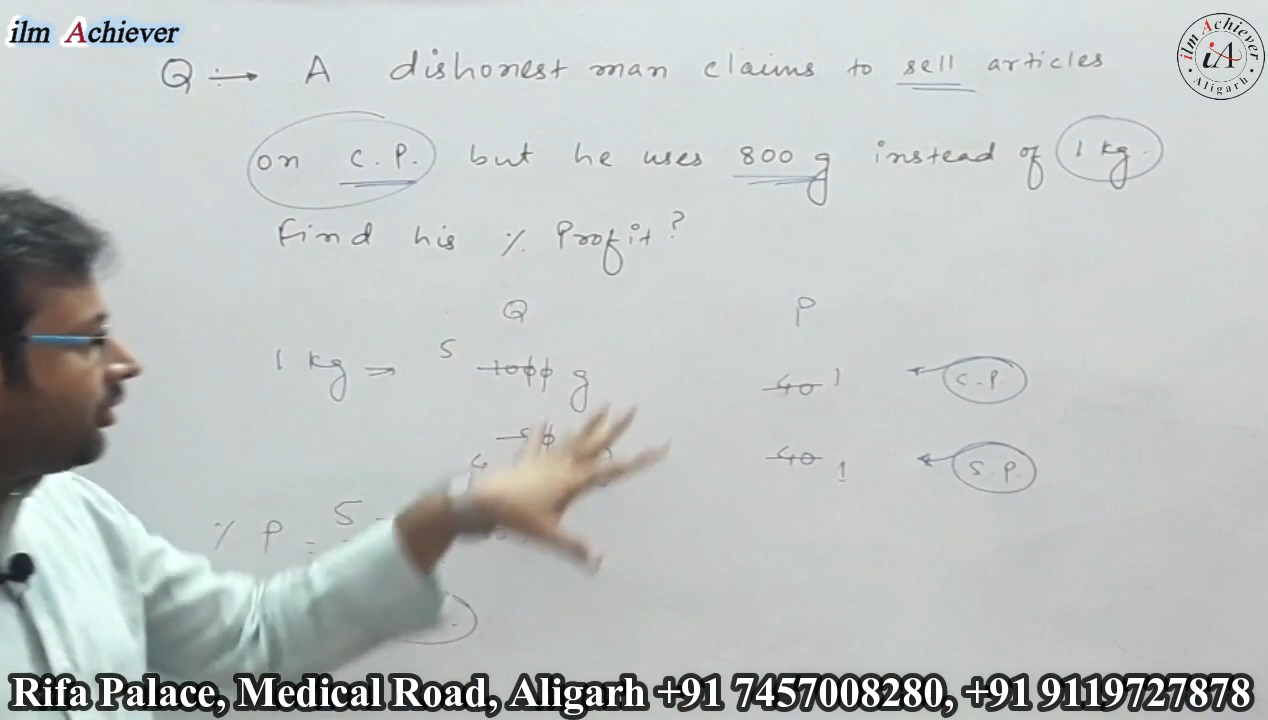 ilm Achiever
ilm Achiever
iA
Aligarh
Q :→ A dishonest man claims to sell articles
on C.P. but he uses 800 g instead of 1 kg.
Find his % Profit?
Q P
1 kg → 5 1000 g 40 1 C.P.
4 40 1 S.P.
% P = 5 -
Rifa Palace, Medical Road, Aligarh +91 7457008280, +91 9119727878